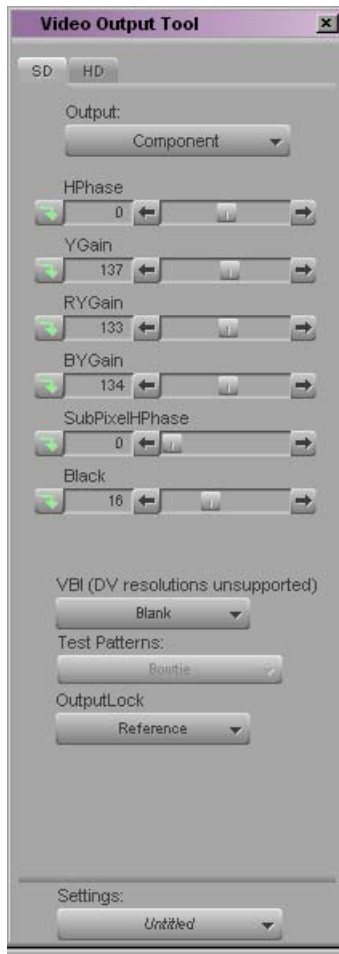 Video Output Tool
SD HD
Output:
Component
HPhase
0
YGain
137
RYGain
133
BYGain
134
SubPixelHPhase
0
Black
16
VBI (DV resolutions unsupported)
Blank
Test Patterns:
Bowtie
OutputLock
Reference
Settings:
Untitled